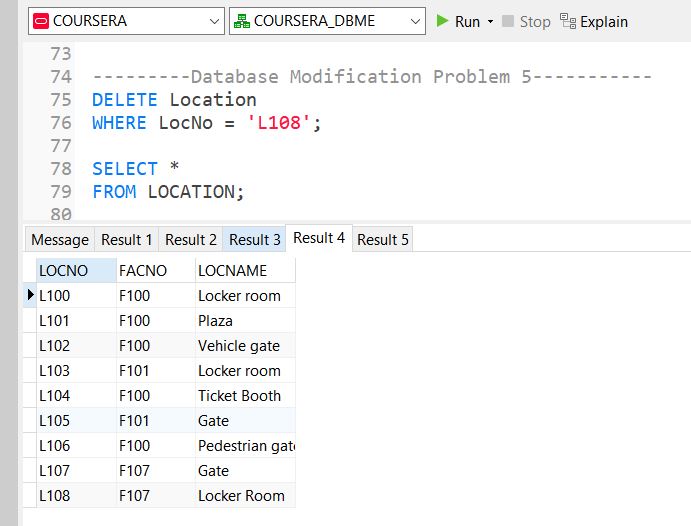 COURSERA COURSERA_DBME Run Stop Explain
73
74 ---------Database Modification Problem 5-----------
75 DELETE Location
76 WHERE LocNo = 'L108';
77
78 SELECT *
79 FROM LOCATION;
80
Message Result 1 Result 2 Result 3 Result 4 Result 5
LOCNO FACNO LOCNAME
L100 F100 Locker room
L101 F100 Plaza
L102 F100 Vehicle gate
L103 F101 Locker room
L104 F100 Ticket Booth
L105 F101 Gate
L106 F100 Pedestrian gate
L107 F107 Gate
L108 F107 Locker Room